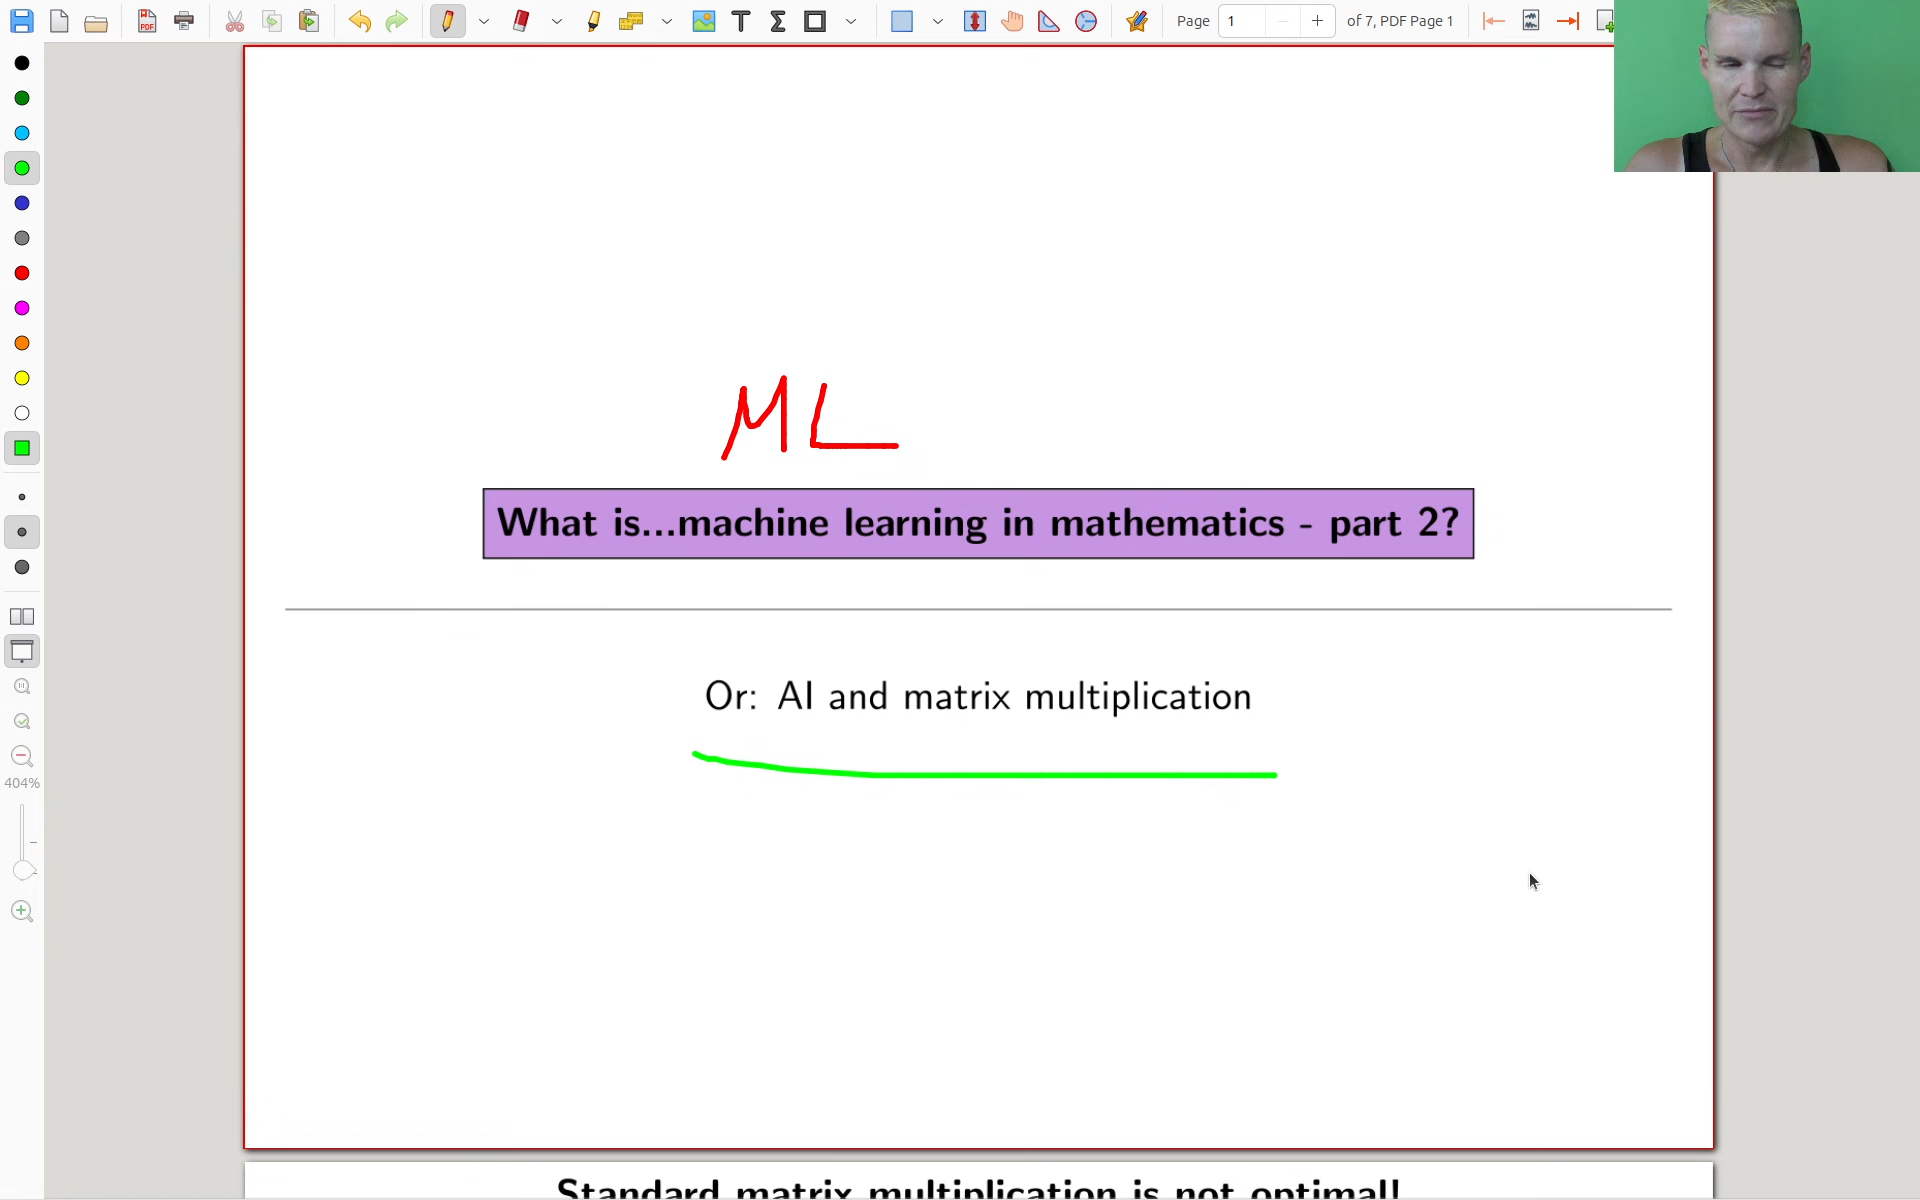 Page 1 of 7, PDF Page 1
ML
What is...machine learning in mathematics - part 2?
Or: AI and matrix multiplication
404%
Standard matrix multiplication is not optimal!